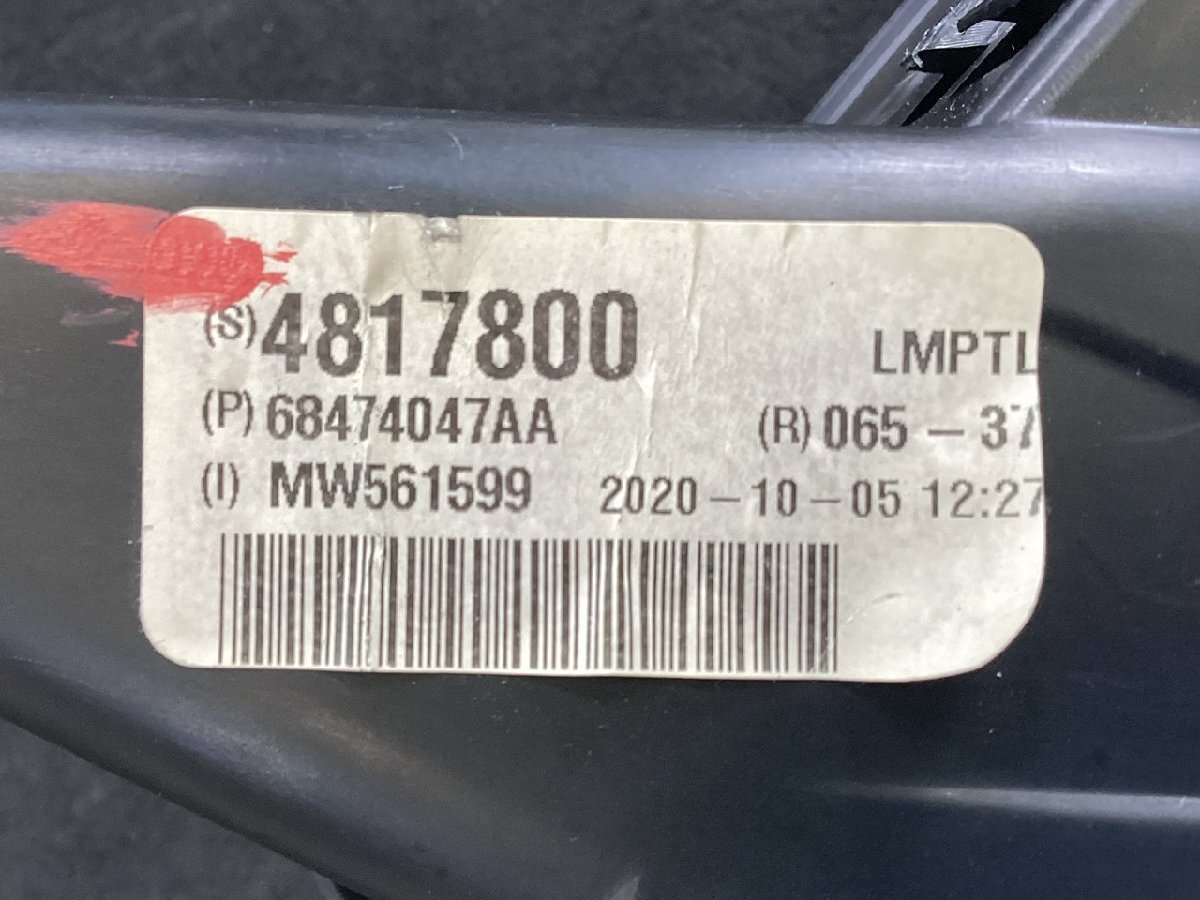 (S)4817800
LMPTL
(P)68474047AA (R)065-37
(I) MW561599 2020-10-05 12:27